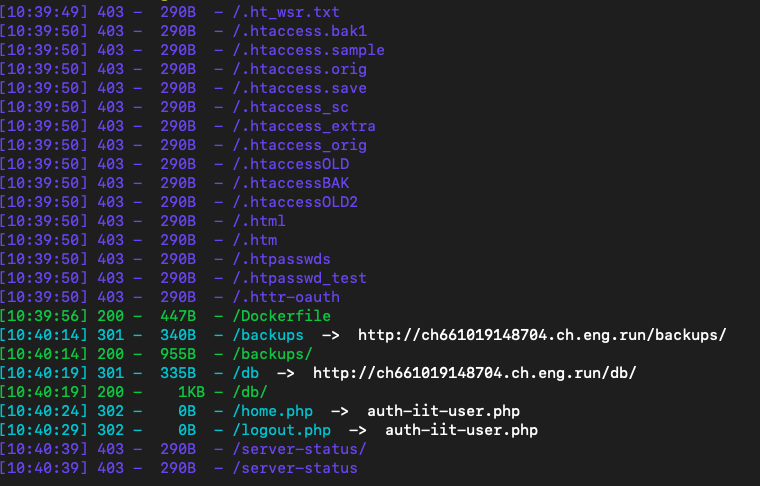 [10:39:49] 403 -  290B  - /.ht_wsr.txt
[10:39:50] 403 -  290B  - /.htaccess.bak1
[10:39:50] 403 -  290B  - /.htaccess.sample
[10:39:50] 403 -  290B  - /.htaccess.orig
[10:39:50] 403 -  290B  - /.htaccess.save
[10:39:50] 403 -  290B  - /.htaccess_sc
[10:39:50] 403 -  290B  - /.htaccess_extra
[10:39:50] 403 -  290B  - /.htaccess_orig
[10:39:50] 403 -  290B  - /.htaccessOLD
[10:39:50] 403 -  290B  - /.htaccessBAK
[10:39:50] 403 -  290B  - /.htaccessOLD2
[10:39:50] 403 -  290B  - /.html
[10:39:50] 403 -  290B  - /.htm
[10:39:50] 403 -  290B  - /.htpasswds
[10:39:50] 403 -  290B  - /.htpasswd_test
[10:39:50] 403 -  290B  - /.httr-oauth
[10:39:56] 200 -  447B  - /Dockerfile
[10:40:14] 301 -  340B  - /backups  ->  http://ch661019148704.ch.eng.run/backups/
[10:40:14] 200 -  955B  - /backups/
[10:40:19] 301 -  335B  - /db  ->  http://ch661019148704.ch.eng.run/db/
[10:40:19] 200 -    1KB - /db/
[10:40:24] 302 -    0B  - /home.php  ->  auth-iit-user.php
[10:40:29] 302 -    0B  - /logout.php  ->  auth-iit-user.php
[10:40:39] 403 -  290B  - /server-status/
[10:40:39] 403 -  290B  - /server-status